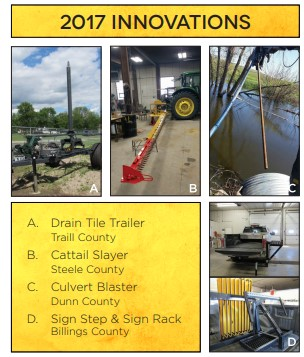 2017 INNOVATIONS
A
B
C
A. Drain Tile Trailer
Traill County
B. Cattail Slayer
Steele County
C. Culvert Blaster
Dunn County
D. Sign Step & Sign Rack
Billings County
D